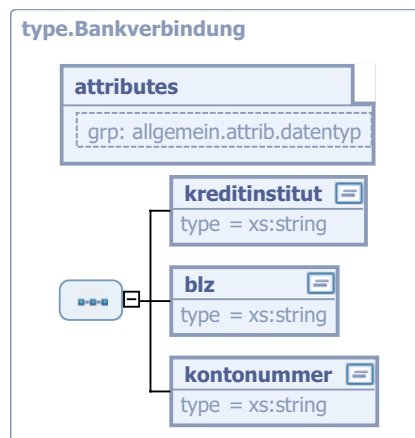 type.Bankverbindung
attributes
grp: allgemein.attrib.datentyp
kreditinstitut
type = xs:string
blz
type = xs:string
kontonummer
type = xs:string